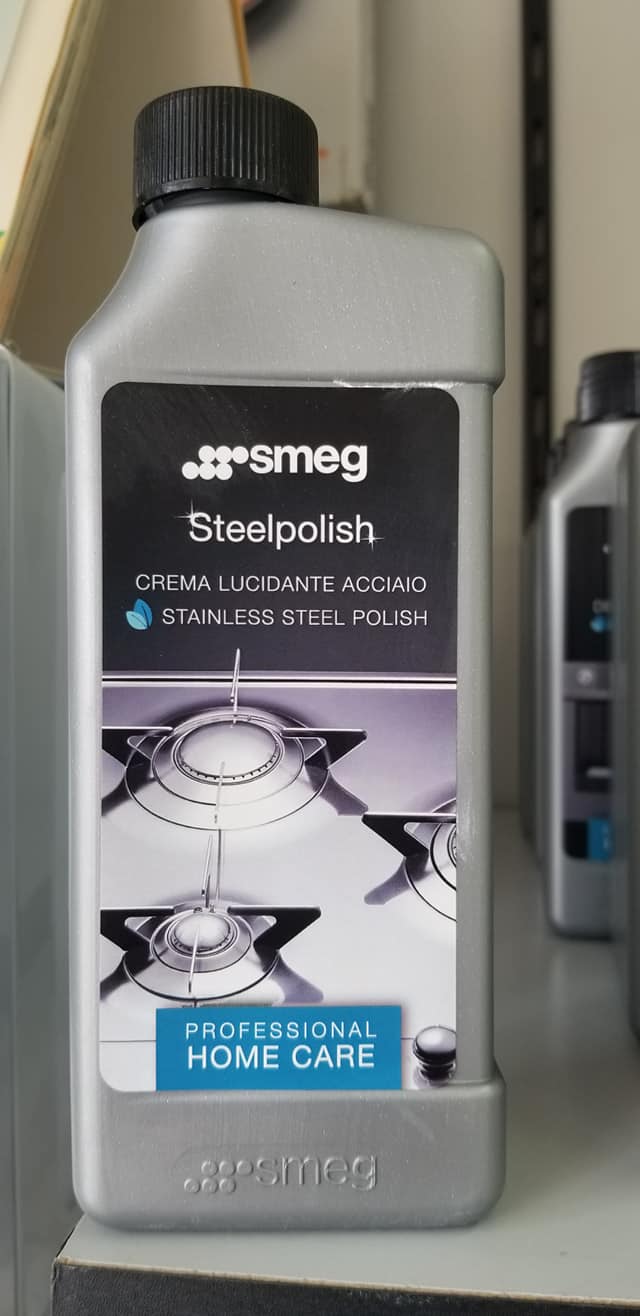 smeg
Steelpolish
CREMA LUCIDANTE ACCIAIO
STAINLESS STEEL POLISH
PROFESSIONAL
HOME CARE
smeg